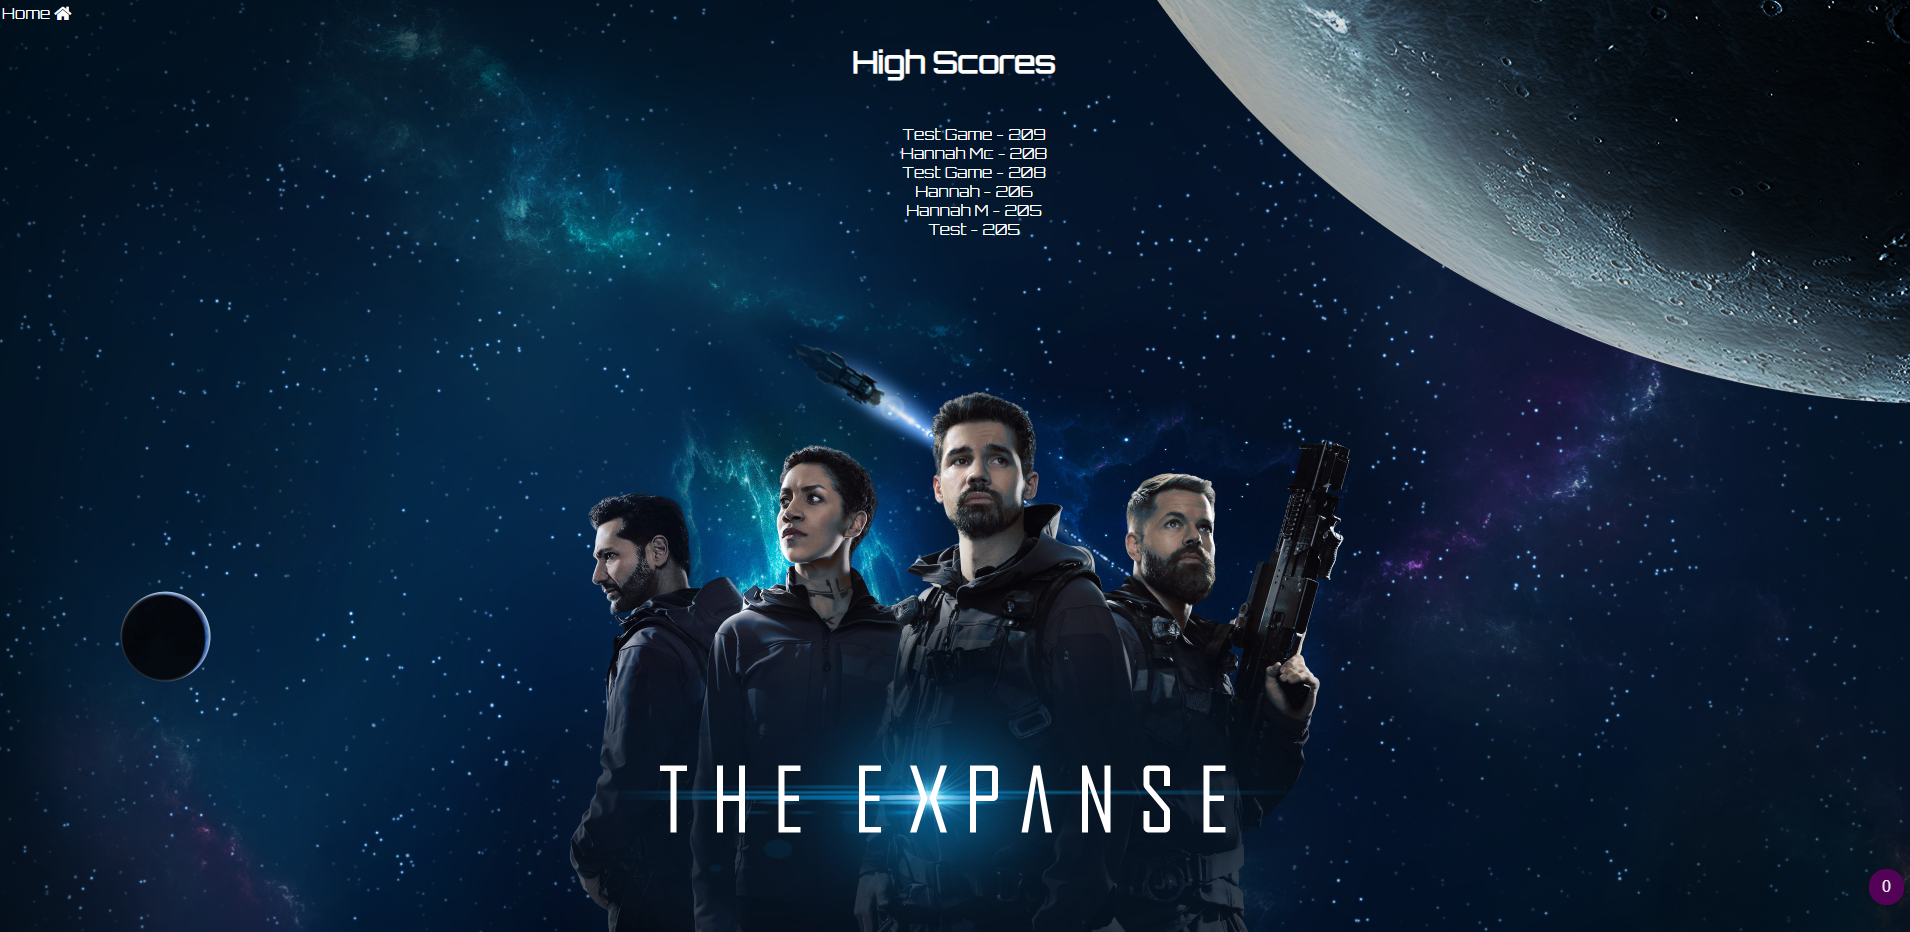 Home
High Scores
Test Game - 209
Hannah Mc - 208
Test Game - 208
Hannah - 206
Hannah M - 205
Test - 205
THE EXPANSE
0